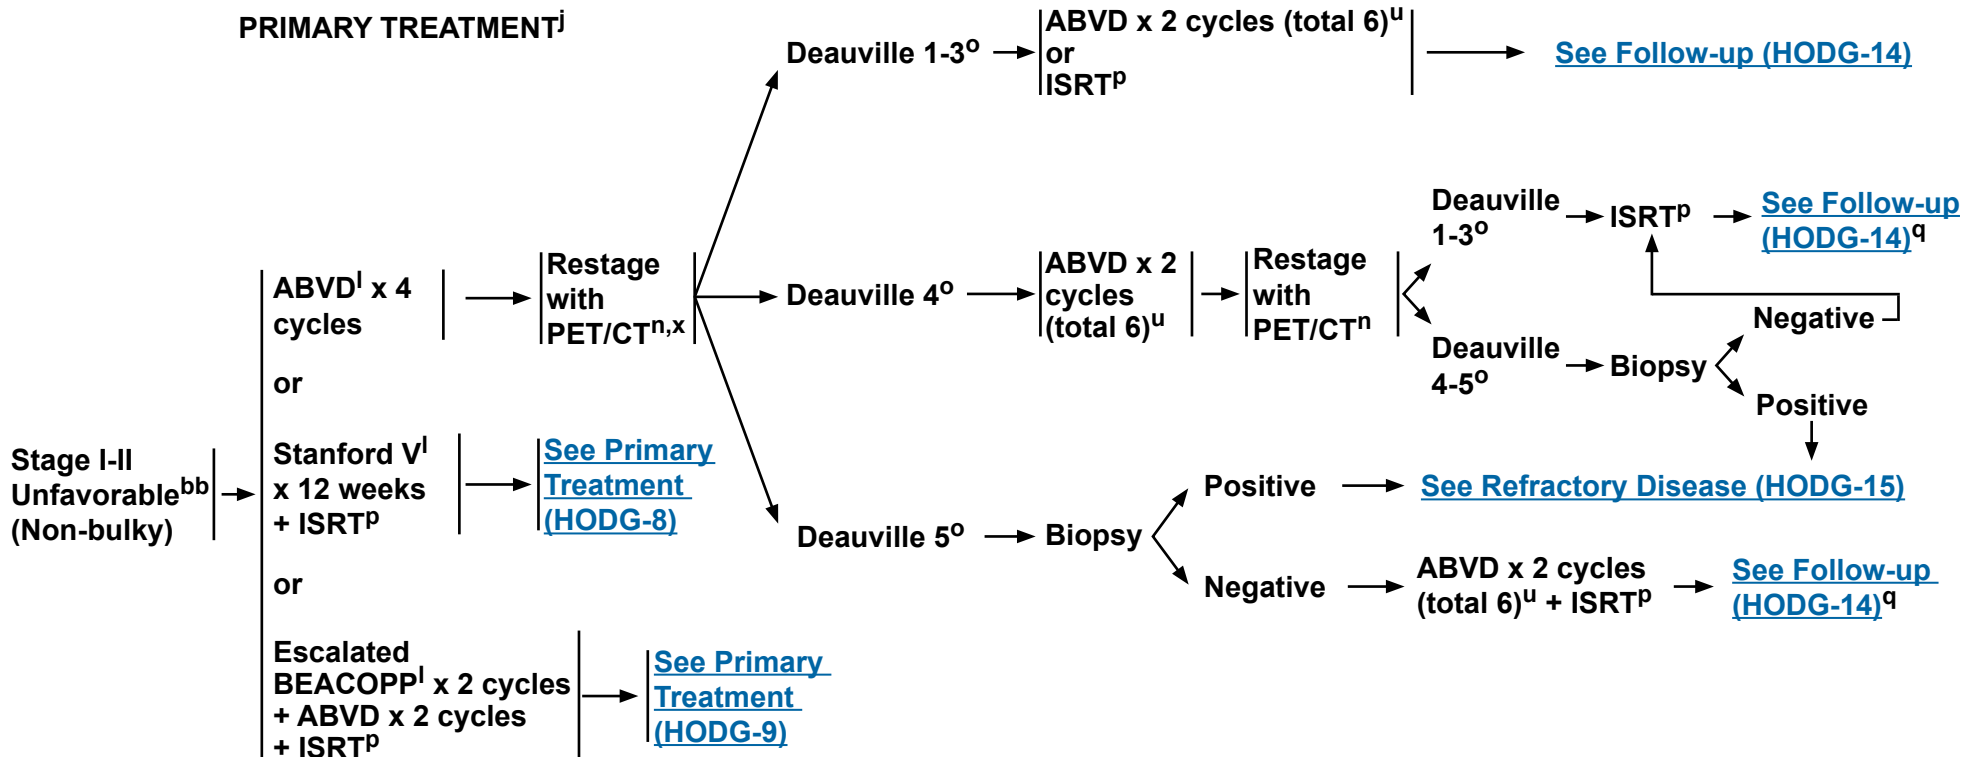 PRIMARY TREATMENTj
Stage I-II
Unfavorablebb
(Non-bulky)
ABVDl x 4
cycles
or
Stanford Vl
x 12 weeks
+ ISRTp
or
Escalated
BEACOPPl x 2 cycles
+ ABVD x 2 cycles
+ ISRTp
Restage
with
PET/CTn,x
See Primary
Treatment
(HODG-8)
See Primary
Treatment
(HODG-9)
Deauville 1-3o
ABVD x 2 cycles (total 6)u
or
ISRTp
See Follow-up (HODG-14)
Deauville 4o
ABVD x 2
cycles
(total 6)u
Restage
with
PET/CTn
Deauville
1-3o
ISRTp
See Follow-up
(HODG-14)q
Deauville
4-5o
Biopsy
Negative
Positive
Deauville 5o
Biopsy
Positive
See Refractory Disease (HODG-15)
Negative
ABVD x 2 cycles
(total 6)u + ISRTp
See Follow-up
(HODG-14)q